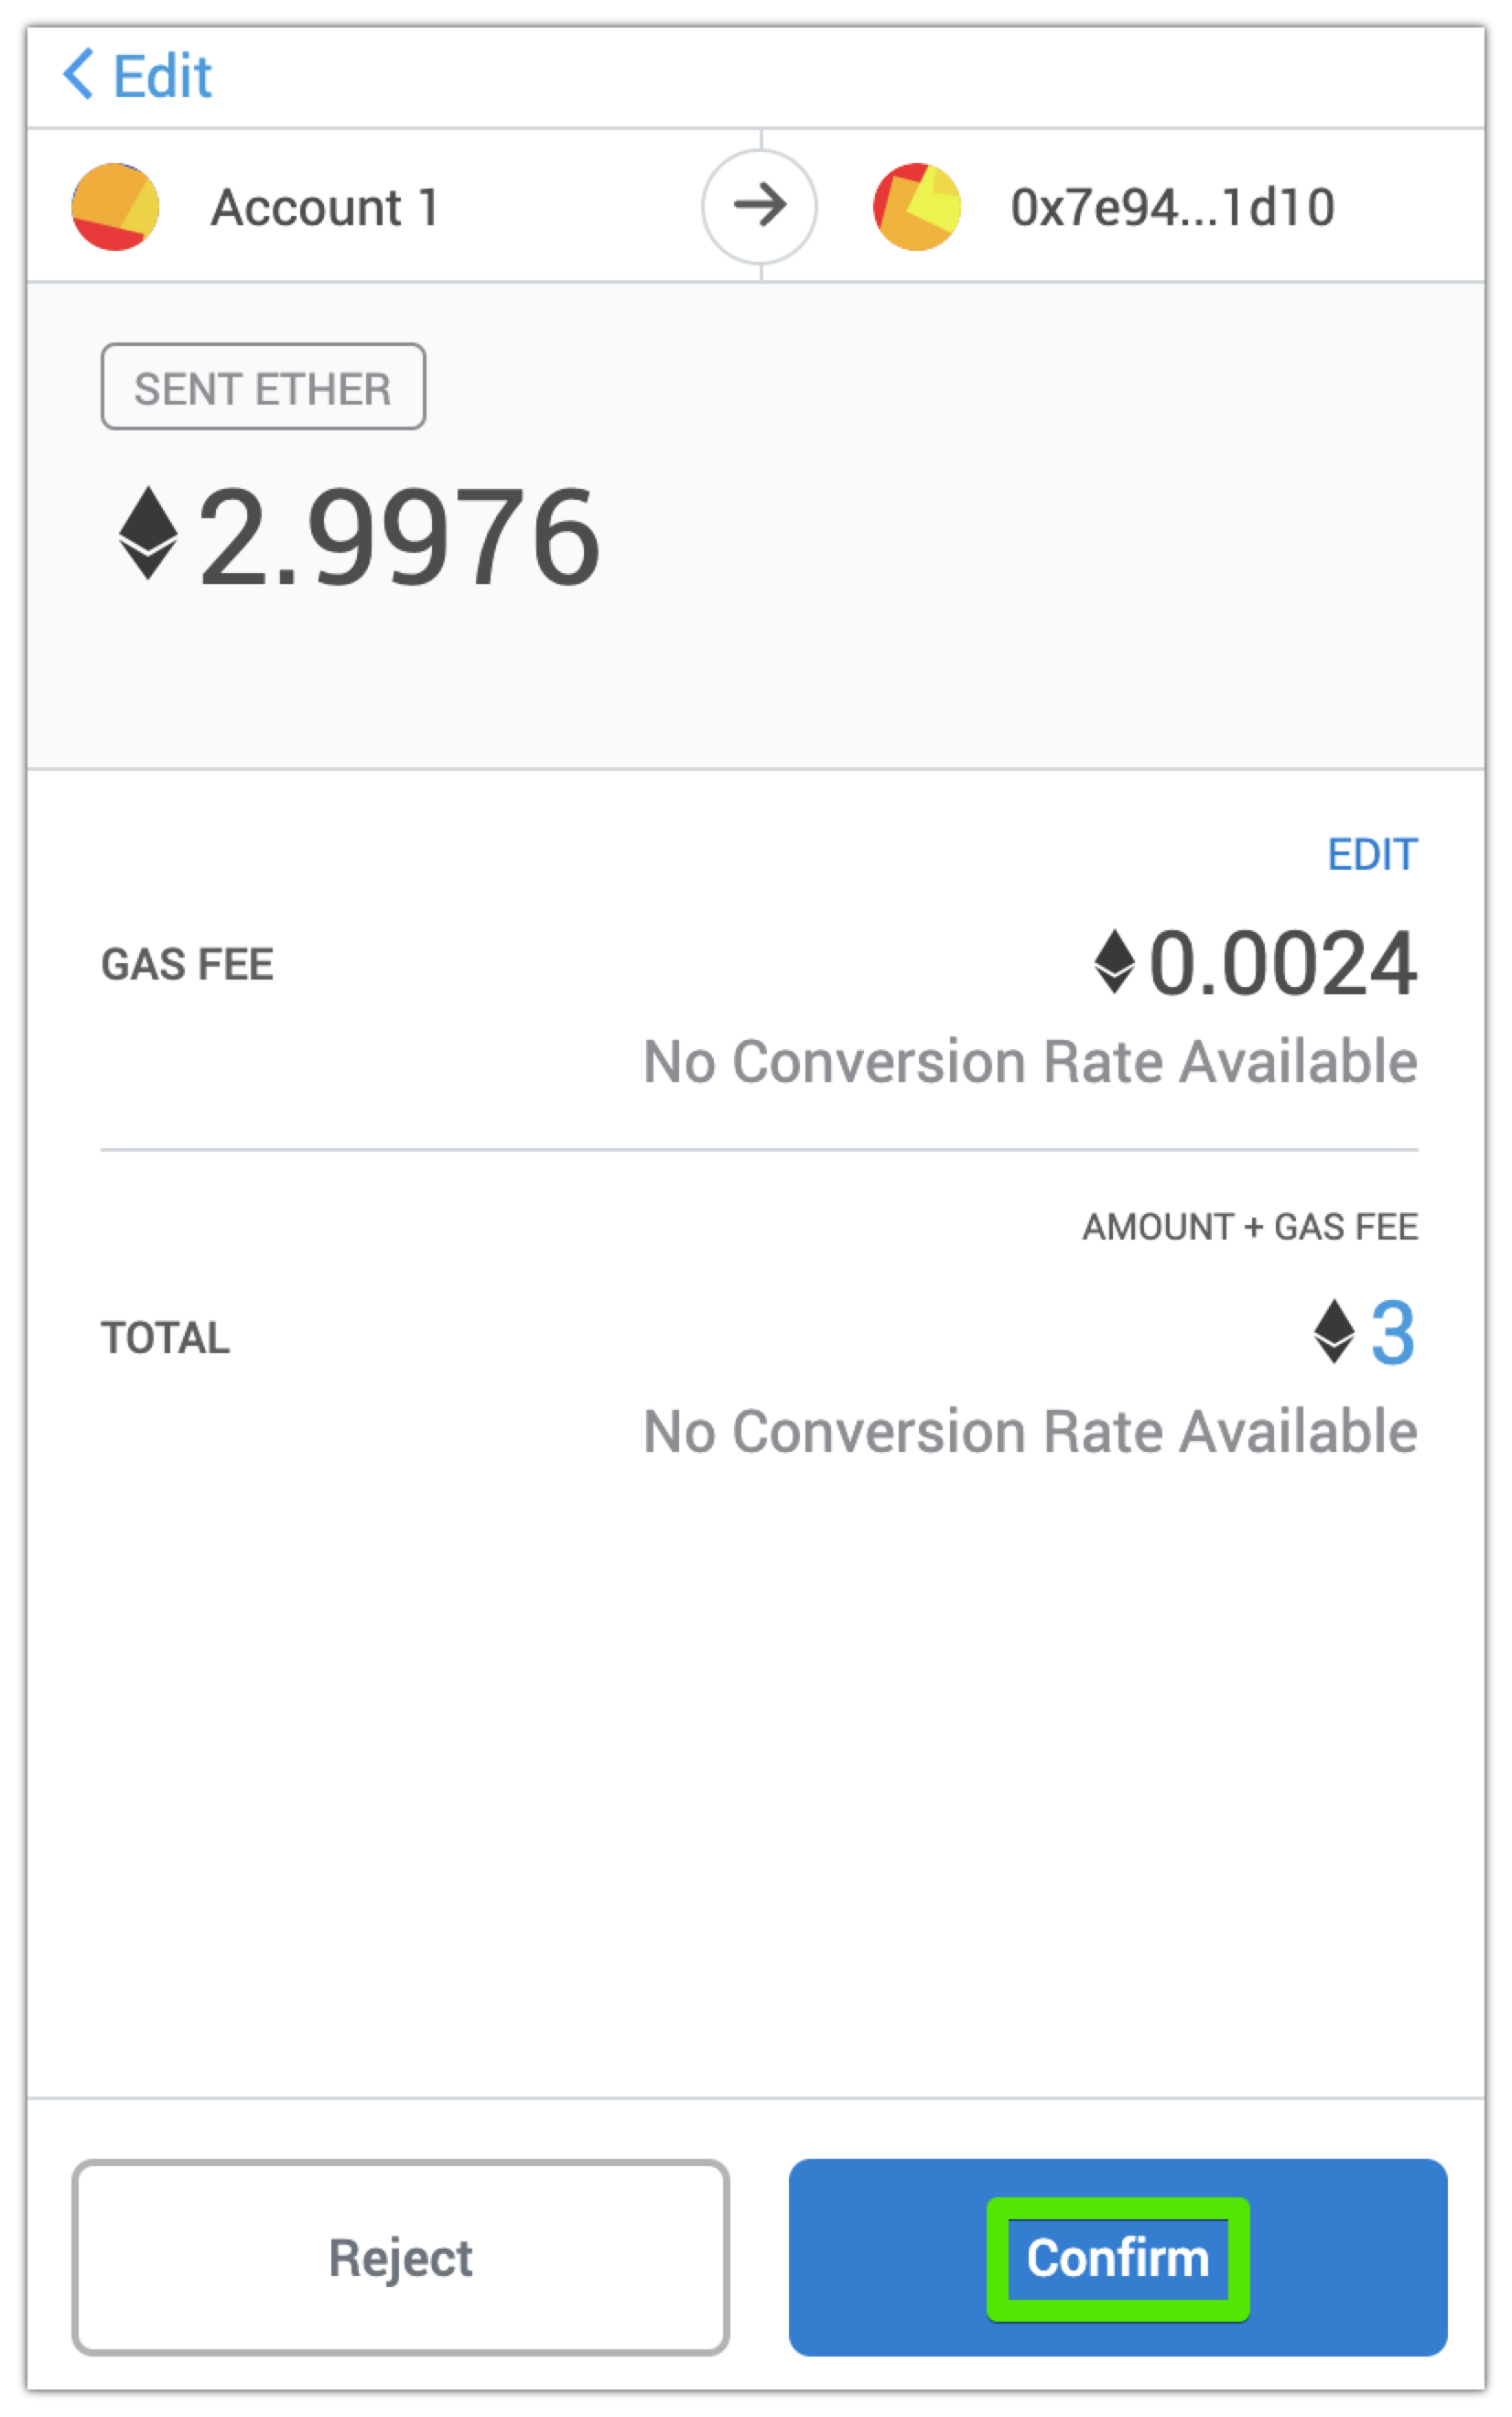 Edit
Account 1
0x7e94...1d10
SENT ETHER
2.9976
EDIT
GAS FEE
0.0024
No Conversion Rate Available
AMOUNT + GAS FEE
TOTAL
3
No Conversion Rate Available
Reject
Confirm